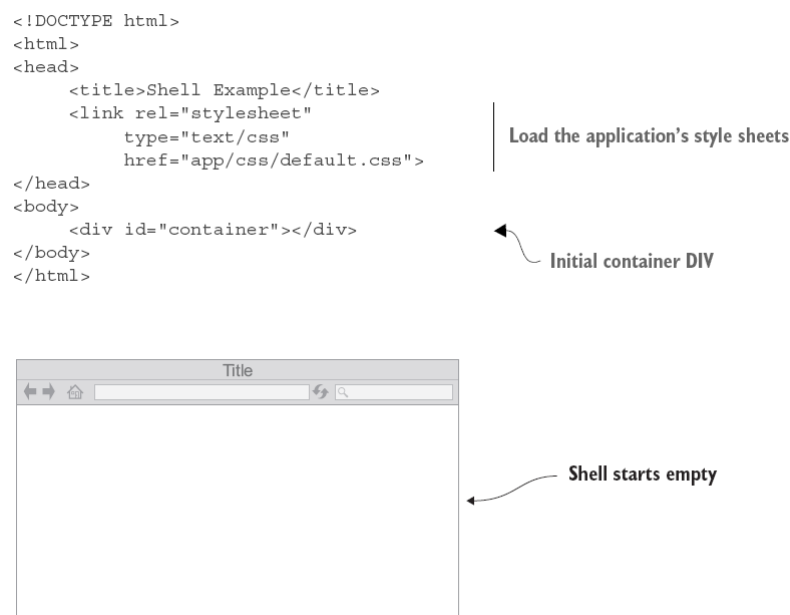 <!DOCTYPE html>
<html>
<head>
<title>Shell Example</title>
<link rel="stylesheet"
type="text/css"
href="app/css/default.css">
Load the application's style sheets
</head>
<body>
<div id="container"></div>
Initial container DIV
</body>
</html>
Title
Shell starts empty